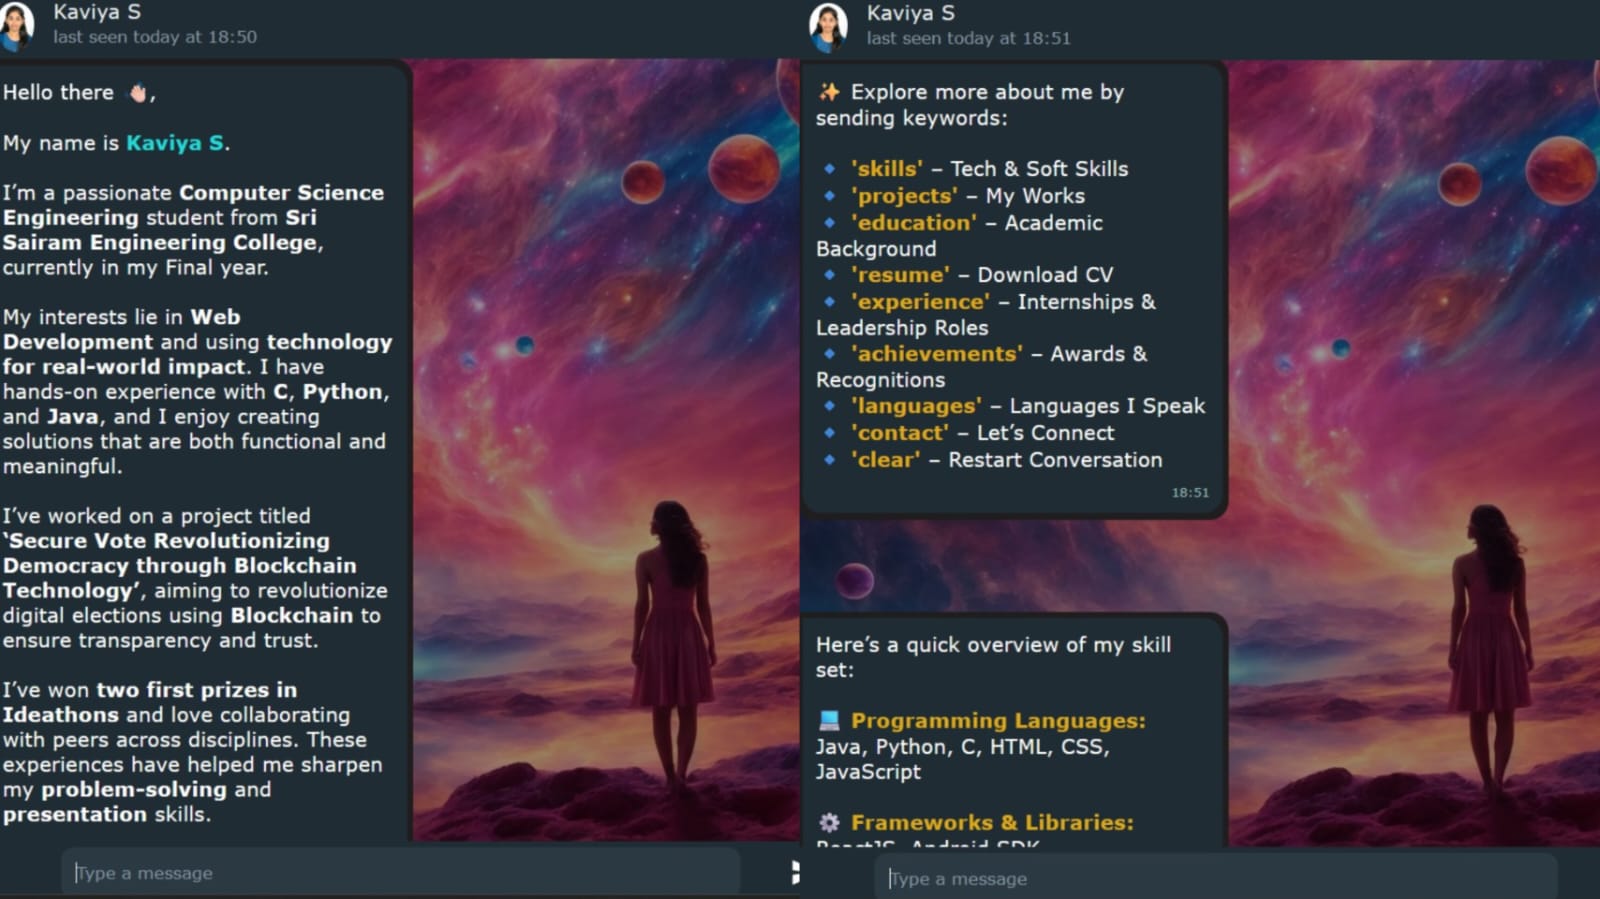 Kaviya S
last seen today at 18:50
Hello there 👋🏻,
My name is Kaviya S.
I’m a passionate Computer Science
Engineering student from Sri
Sairam Engineering College,
currently in my Final year.
My interests lie in Web
Development and using technology
for real-world impact. I have
hands-on experience with C, Python,
and Java, and I enjoy creating
solutions that are both functional and
meaningful.
I’ve worked on a project titled
‘Secure Vote Revolutionizing
Democracy through Blockchain
Technology’, aiming to revolutionize
digital elections using Blockchain to
ensure transparency and trust.
I’ve won two first prizes in
Ideathons and love collaborating
with peers across disciplines. These
experiences have helped me sharpen
my problem-solving and
presentation skills.
Type a message
Kaviya S
last seen today at 18:51
✨ Explore more about me by
sending keywords:
🔹 'skills' – Tech & Soft Skills
🔹 'projects' – My Works
🔹 'education' – Academic
Background
🔹 'resume' – Download CV
🔹 'experience' – Internships &
Leadership Roles
🔹 'achievements' – Awards &
Recognitions
🔹 'languages' – Languages I Speak
🔹 'contact' – Let’s Connect
🔹 'clear' – Restart Conversation
18:51
Here’s a quick overview of my skill
set:
💻 Programming Languages:
Java, Python, C, HTML, CSS,
JavaScript
⚙️ Frameworks & Libraries:
ReactJS, Android SDK
Type a message